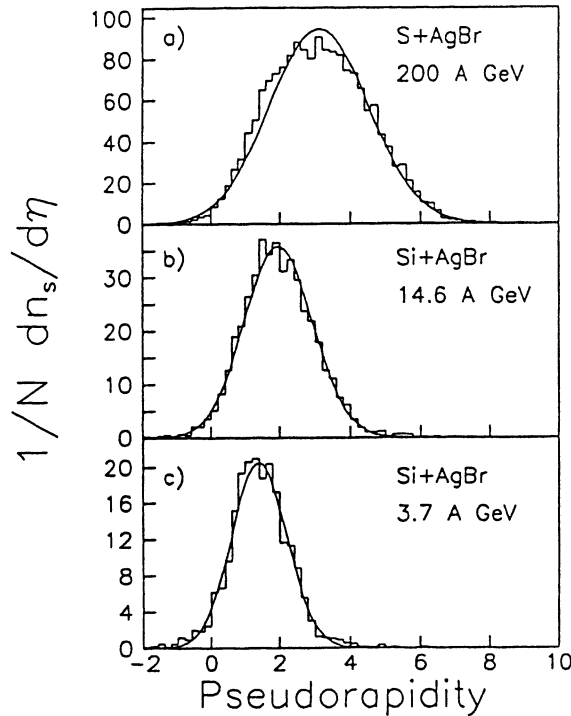 1/N dn_s/dη
100
80
60
40
20
0
a)
S+AgBr
200 A GeV
30
20
10
0
b)
Si+AgBr
14.6 A GeV
20
16
12
8
4
0
c)
Si+AgBr
3.7 A GeV
-2 0 2 4 6 8 10
Pseudorapidity